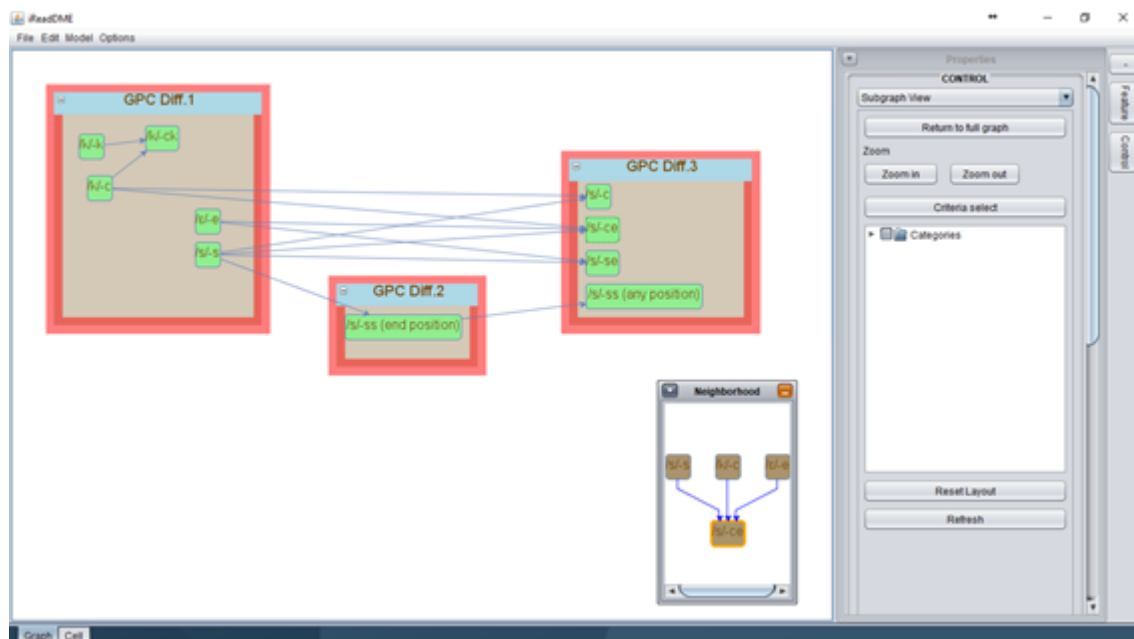 iReadDME
File Edit Model Options
GPC Diff.1
/k/-k
/k/-ck
/k/-c
/ɛ/-e
/s/-s
GPC Diff.2
/s/-ss (end position)
GPC Diff.3
/s/-c
/s/-ce
/s/-se
/s/-ss (any position)
Neighborhood
/s/-s
/k/-c
/ɛ/-e
/s/-ce
Properties
CONTROL
Subgraph View
Return to full graph
Zoom
Zoom in
Zoom out
Criteria select
Categories
Reset Layout
Refresh
Feature
Control
Graph
Cell